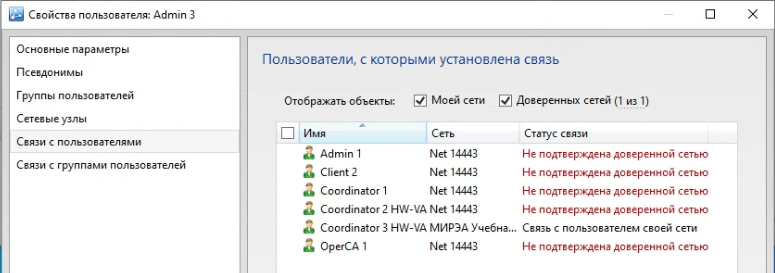 Свойства пользователя: Admin 3
Основные параметры
Псевдонимы
Группы пользователей
Сетевые узлы
Связи с пользователями
Связи с группами пользователей
Пользователи, с которыми установлена связь
Отображать объекты: Моей сети Доверенных сетей (1 из 1)
Имя Сеть Статус связи
Admin 1 Net 14443 Не подтверждена доверенной сетью
Client 2 Net 14443 Не подтверждена доверенной сетью
Coordinator 1 Net 14443 Не подтверждена доверенной сетью
Coordinator 2 HW-VA Net 14443 Не подтверждена доверенной сетью
Coordinator 3 HW-VA МИРЭА Учебна... Связь с пользователем своей сети
OperCA 1 Net 14443 Не подтверждена доверенной сетью